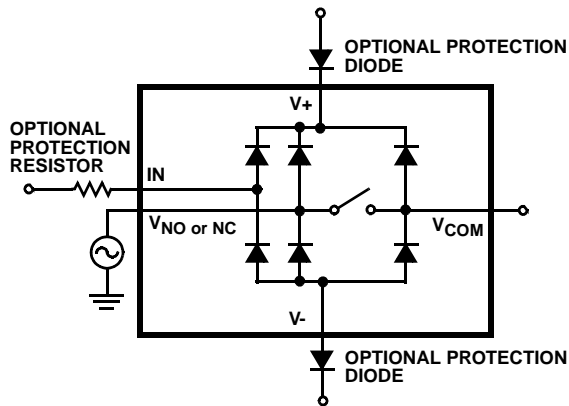 OPTIONAL PROTECTION
DIODE
V+
OPTIONAL
PROTECTION
RESISTOR
IN
VNO or NC
VCOM
V-
OPTIONAL PROTECTION
DIODE